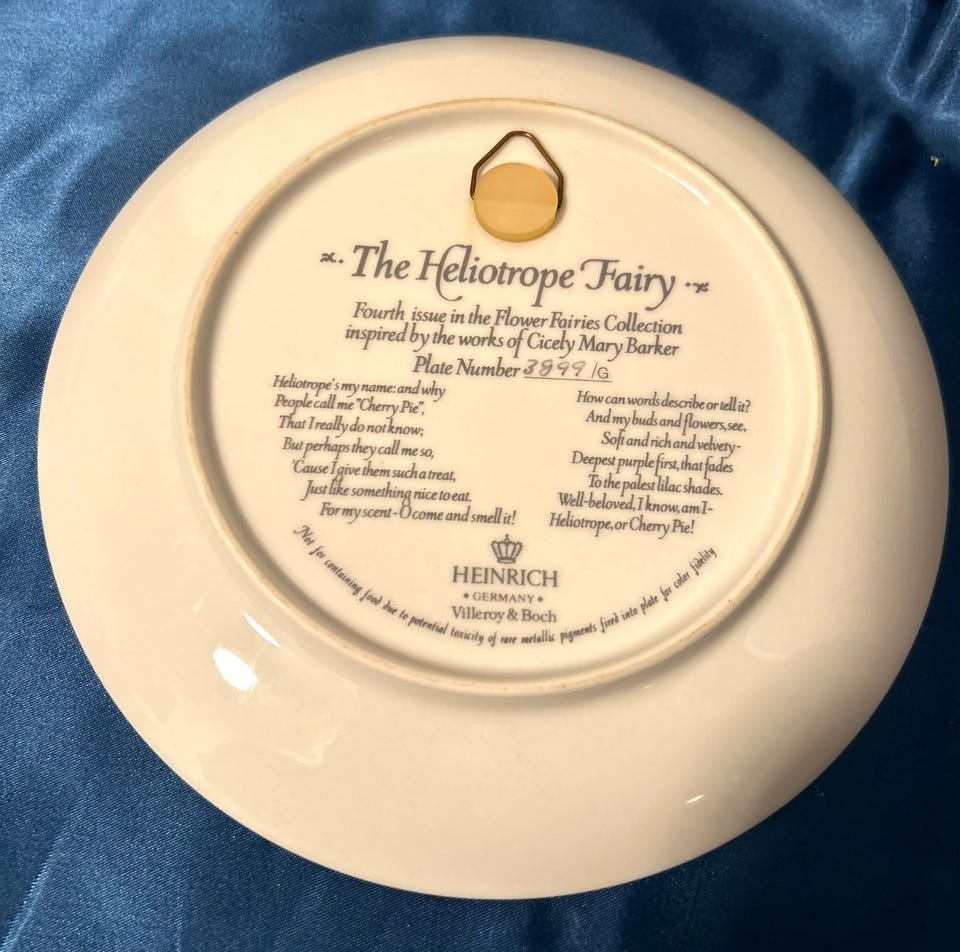 The Heliotrope Fairy
Fourth issue in the Flower Fairies Collection
inspired by the works of Cicely Mary Barker
Plate Number 3999 /G
Heliotrope's my name: and why
People call me "Cherry Pie",
That I really do not know;
But perhaps they call me so,
'Cause I give them such a treat,
Just like something nice to eat.
For my scent - O come and smell it!
How can words describe or tell it?
And my buds and flowers, see,
Soft and rich and velvety-
Deepest purple first, that fades
To the palest lilac shades.
Well-beloved, I know, am I-
Heliotrope, or Cherry Pie!
HEINRICH
• GERMANY •
Villeroy & Boch
Not for containing food due to potential toxicity of rare metallic pigments fired into plate for color fidelity